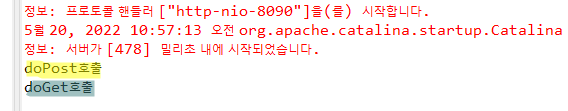 정보: 프로토콜 핸들러 ["http-nio-8090"]을(를) 시작합니다.
5월 20, 2022 10:57:13 오전 org.apache.catalina.startup.Catalina
정보: 서버가 [478] 밀리초 내에 시작되었습니다.
doPost호출
doGet호출